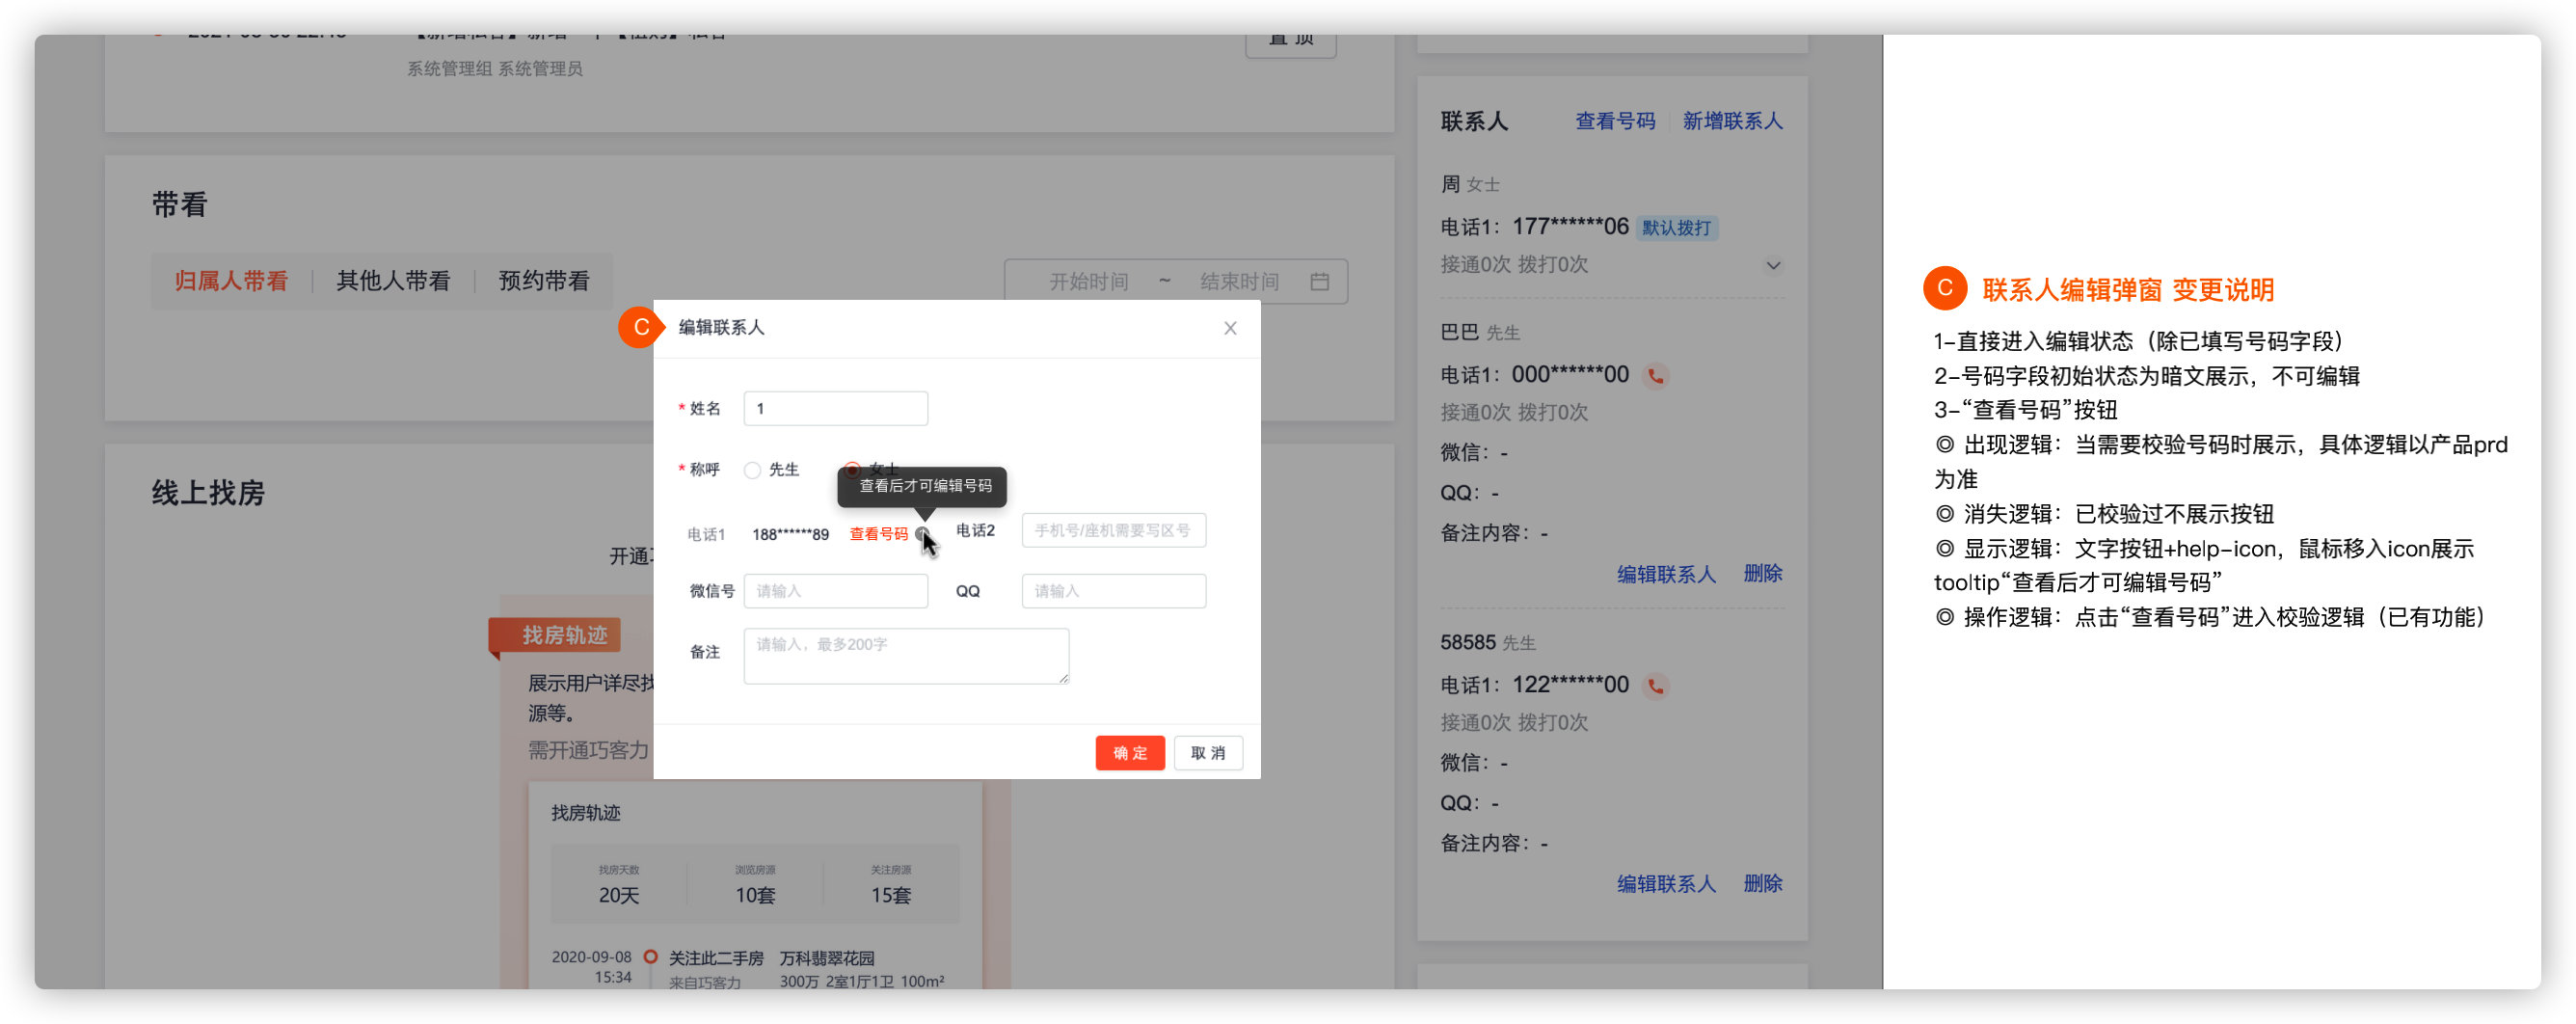 系统管理组 系统管理员
置 顶
带看
归属人带看
其他人带看
预约带看
开始时间 ~ 结束时间
线上找房
找房轨迹
展示用户详尽
源等。
需开通巧客力
找房轨迹
找房天数 浏览房源 关注房源
20天 10套 15套
2020-09-08 关注此二手房 万科翡翠花园
15:34 来自巧客力 300万 2室1厅1卫 100m²
C 编辑联系人
* 姓名 1
* 称呼 先生 女士
查看后才可编辑号码
电话1 188******89 查看号码 电话2 手机号/座机需要写区号
微信号 请输入 QQ 请输入
备注 请输入，最多200字
确 定 取 消
联系人 查看号码 新增联系人
周 女士
电话1：177******06 默认拨打
接通0次 拨打0次
巴巴 先生
电话1：000******00
接通0次 拨打0次
微信：-
QQ：-
备注内容：-
编辑联系人 删除
58585 先生
电话1：122******00
接通0次 拨打0次
微信：-
QQ：-
备注内容：-
编辑联系人 删除
C 联系人编辑弹窗 变更说明
1-直接进入编辑状态（除已填写号码字段）
2-号码字段初始状态为暗文展示，不可编辑
3-“查看号码”按钮
◎ 出现逻辑：当需要校验号码时展示，具体逻辑以产品prd
为准
◎ 消失逻辑：已校验过不展示按钮
◎ 显示逻辑：文字按钮+help-icon，鼠标移入icon展示
tooltip“查看后才可编辑号码”
◎ 操作逻辑：点击“查看号码”进入校验逻辑（已有功能）